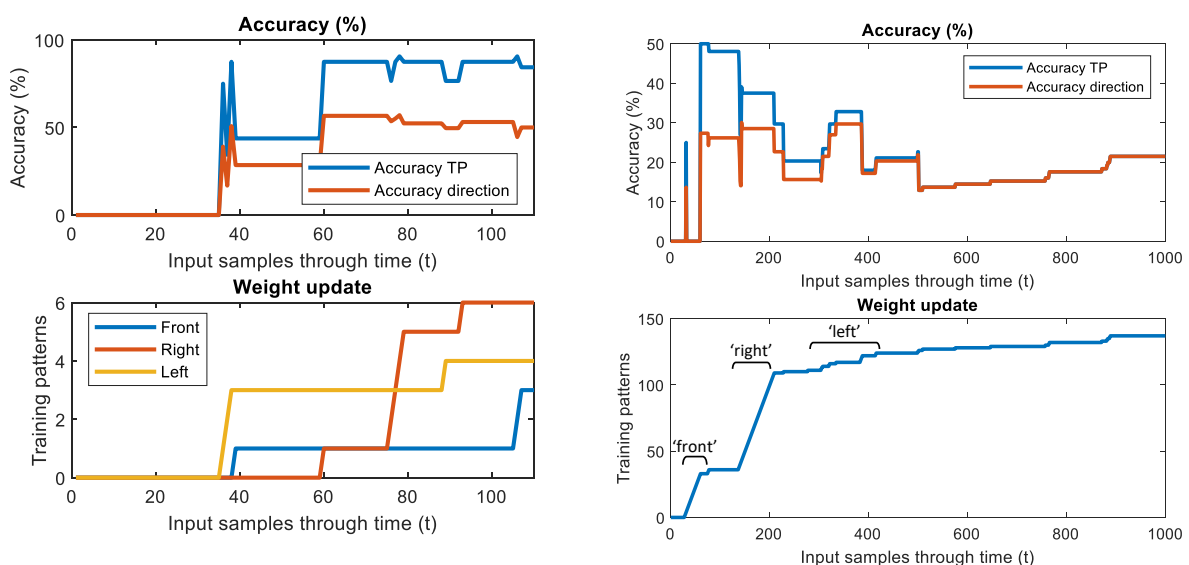 Accuracy (%)
Accuracy (%)
100
50
0
Accuracy TP
Accuracy direction
0 20 40 60 80 100
Input samples through time (t)
Weight update
Training patterns
6
4
2
0
Front
Right
Left
0 20 40 60 80 100
Input samples through time (t)
Accuracy (%)
Accuracy (%)
50
40
30
20
10
0
Accuracy TP
Accuracy direction
0 200 400 600 800 1000
Input samples through time (t)
Weight update
Training patterns
150
100
50
0
'front'
'right'
'left'
0 200 400 600 800 1000
Input samples through time (t)